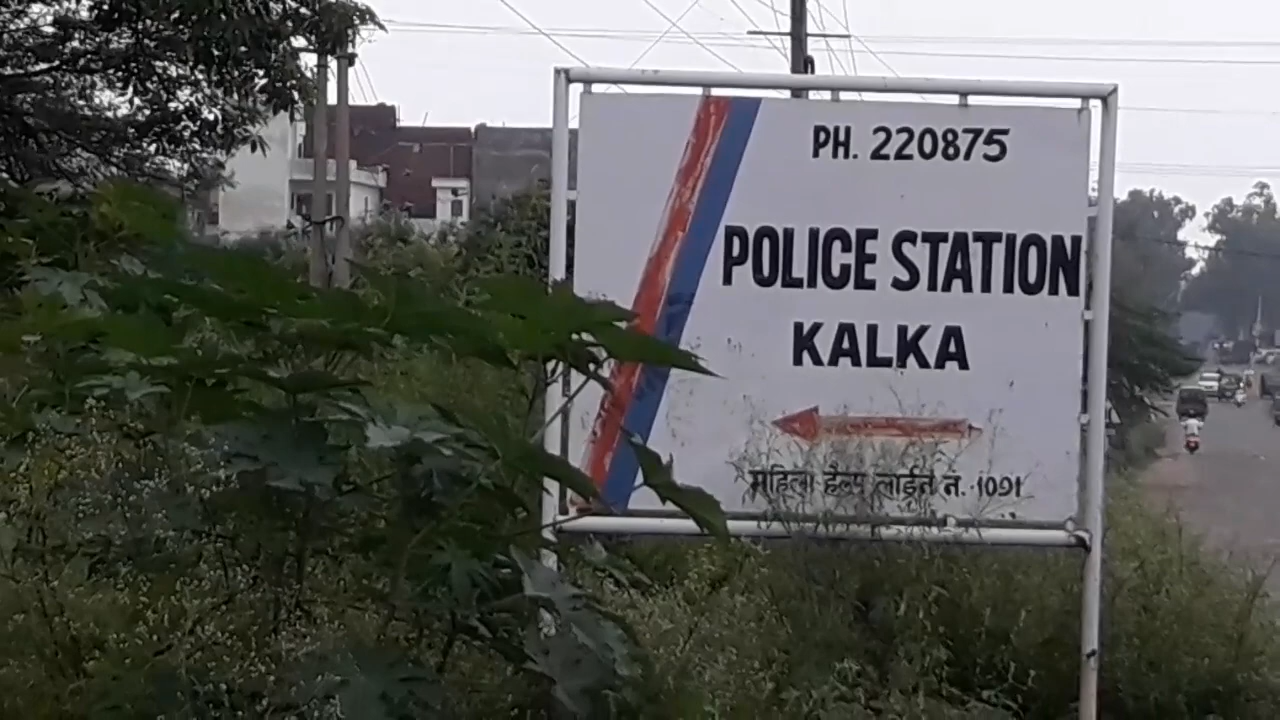 PH. 220875
POLICE STATION
KALKA
महिला हैल्प लाईन नं. 1091